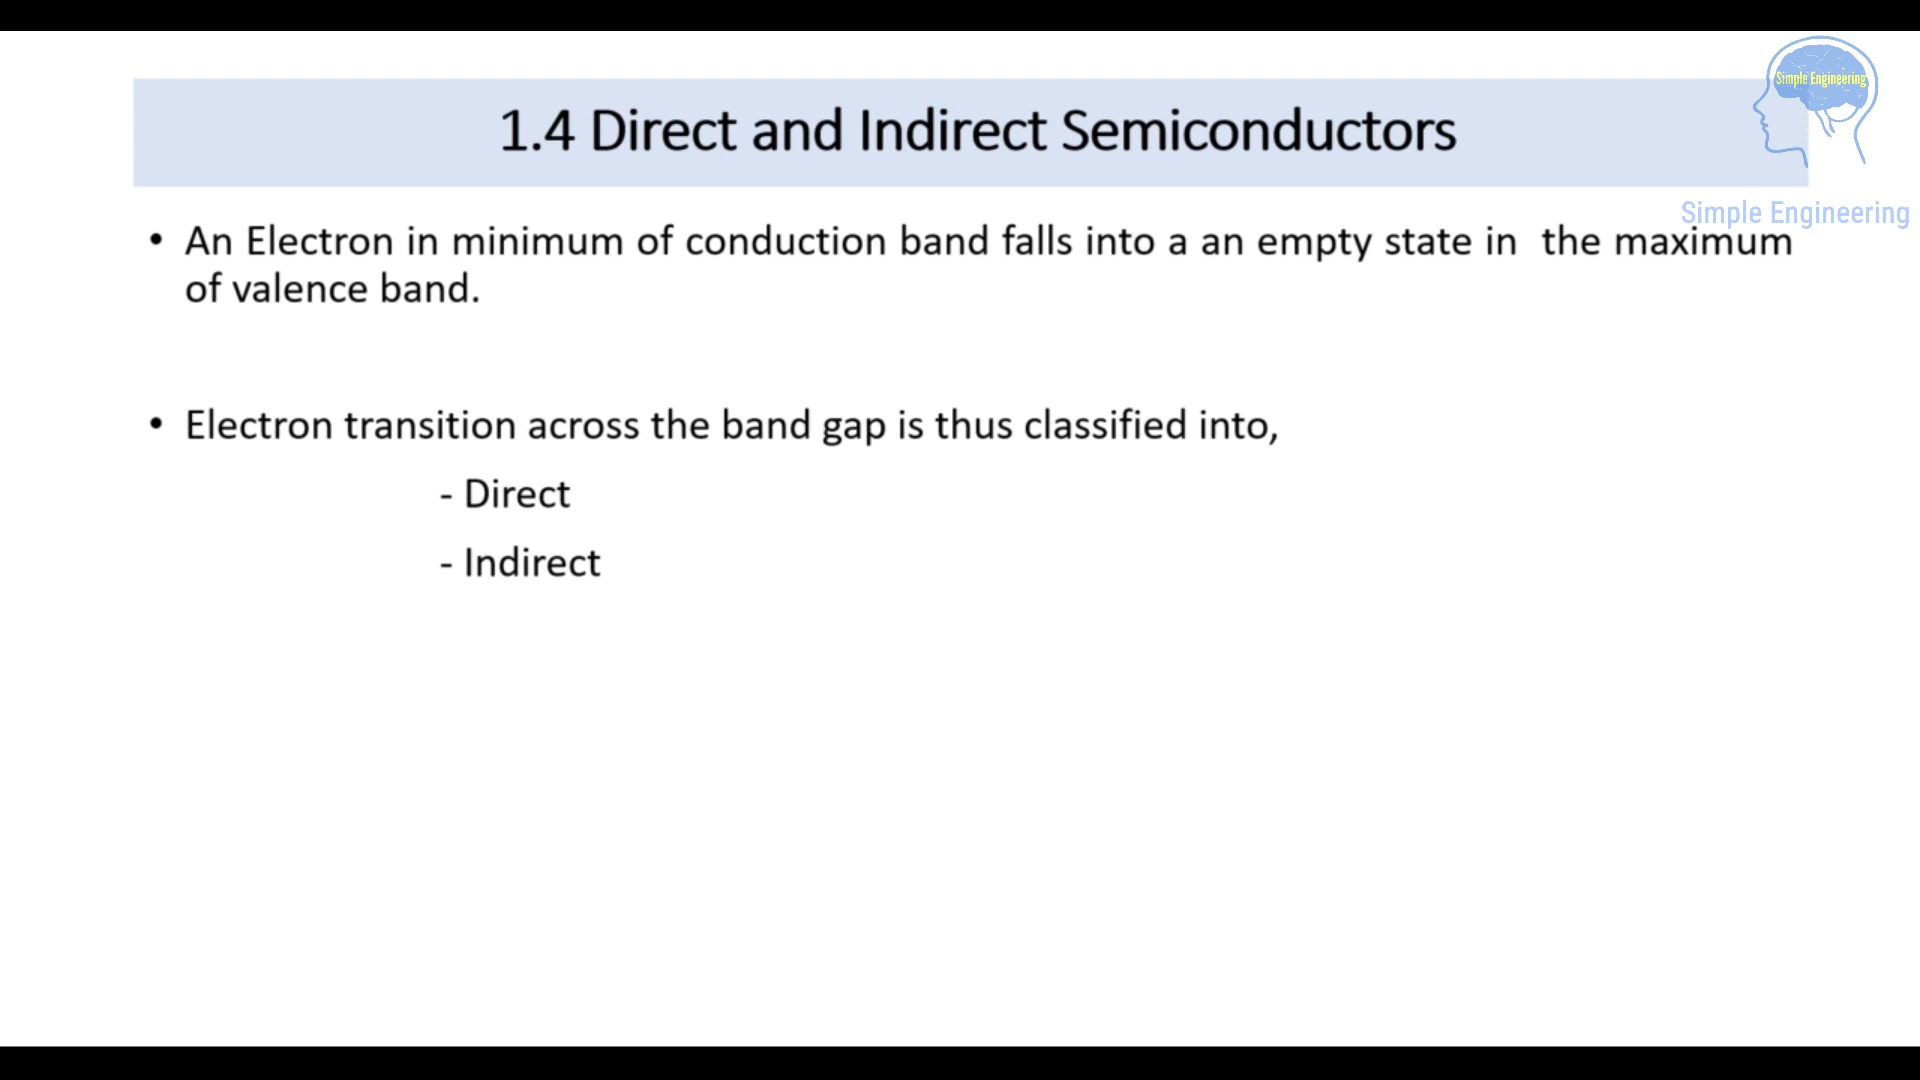 Simple Engineering
1.4 Direct and Indirect Semiconductors
Simple Engineering
• An Electron in minimum of conduction band falls into a an empty state in the maximum
of valence band.
• Electron transition across the band gap is thus classified into,
- Direct
- Indirect